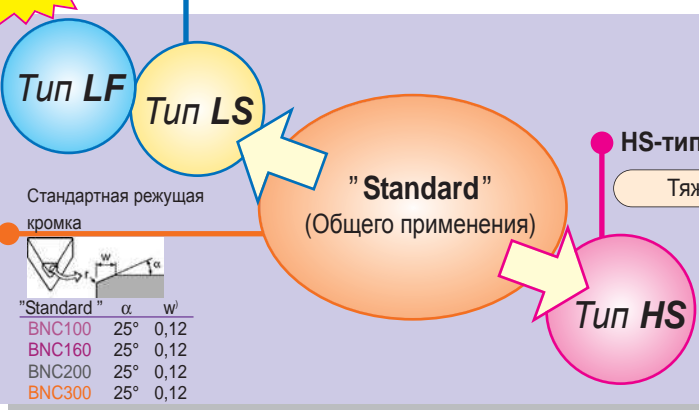 Тип LF
Тип LS
"Standard"
(Общего применения)
HS-тип
Тяж
Тип HS
Стандартная режущая
кромка
w
α
r
"Standard" α w)
BNC100 25° 0,12
BNC160 25° 0,12
BNC200 25° 0,12
BNC300 25° 0,12